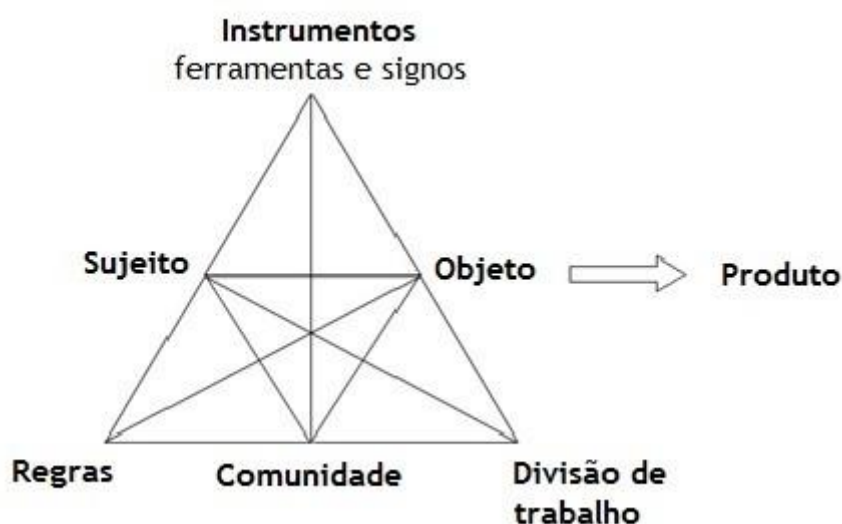 Instrumentos
ferramentas e signos
Sujeito
Objeto
Produto
Regras
Comunidade
Divisão de
trabalho